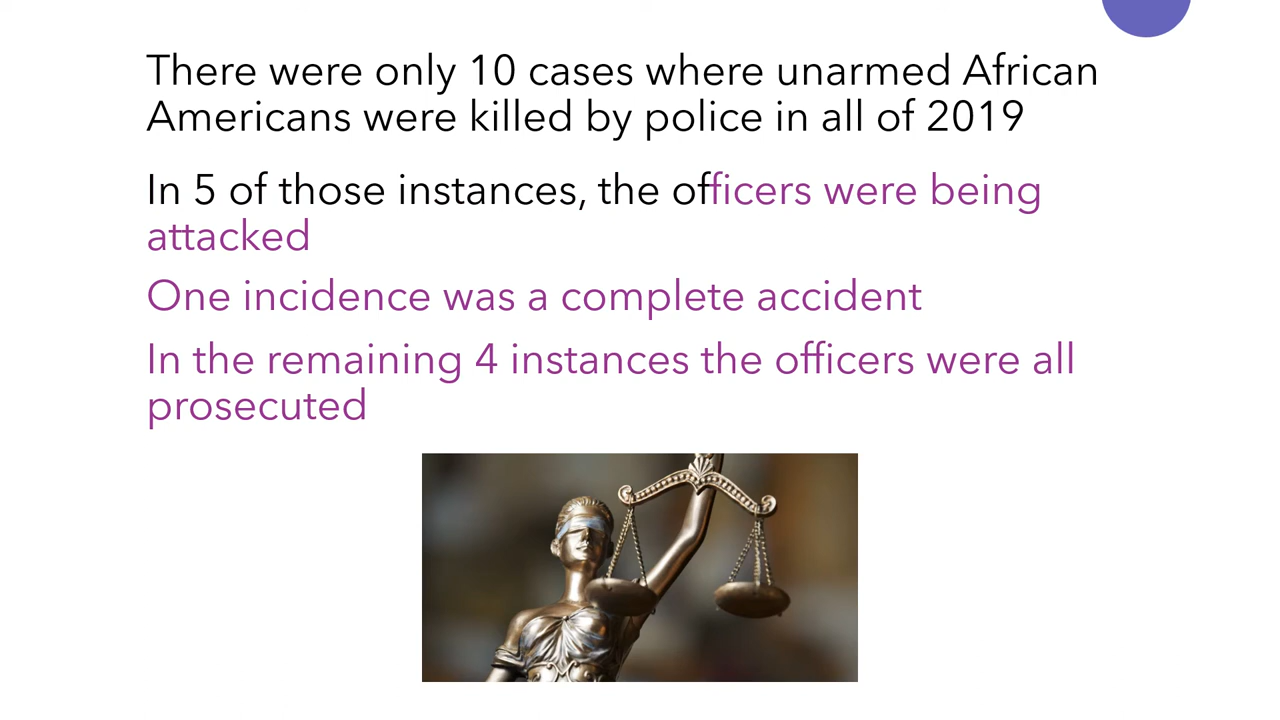 There were only 10 cases where unarmed African
Americans were killed by police in all of 2019
In 5 of those instances, the officers were being
attacked
One incidence was a complete accident
In the remaining 4 instances the officers were all
prosecuted